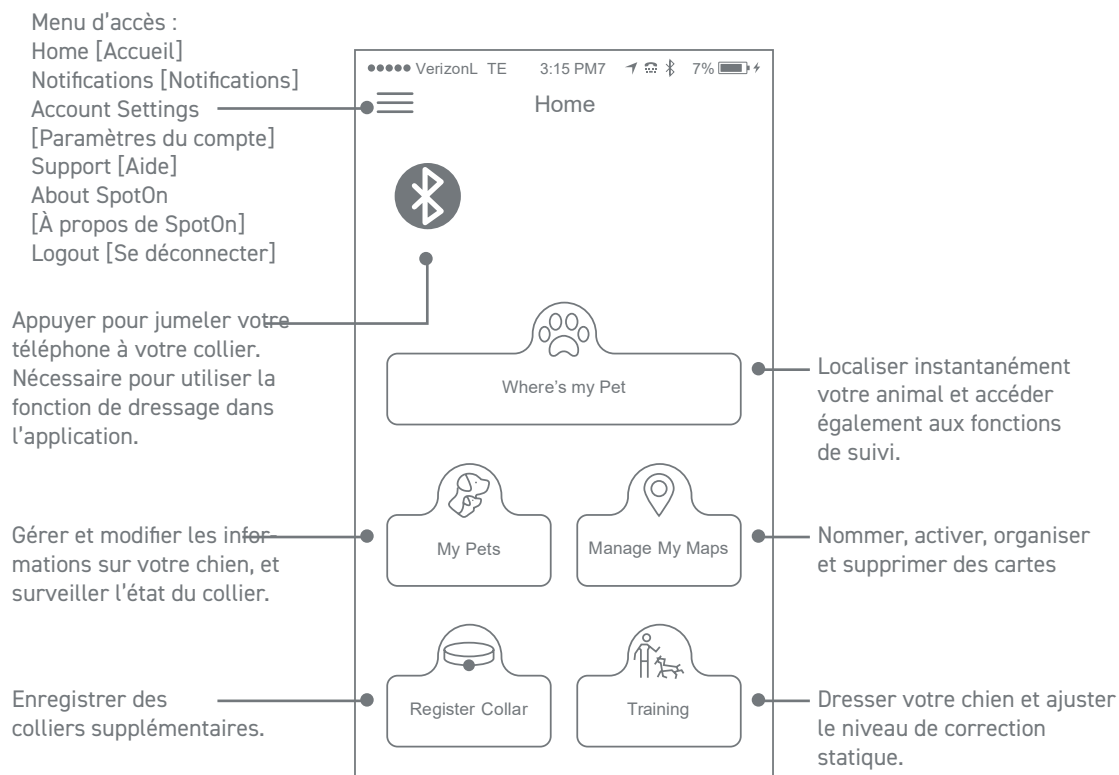 Menu d’accès :
Home [Accueil]
Notifications [Notifications]
Account Settings
[Paramètres du compte]
Support [Aide]
About SpotOn
[À propos de SpotOn]
Logout [Se déconnecter]
VerizonL TE 3:15 PM7 7%
Home
Appuyer pour jumeler votre
téléphone à votre collier.
Nécessaire pour utiliser la
fonction de dressage dans
l’application.
Where's my Pet
Localiser instantanément
votre animal et accéder
également aux fonctions
de suivi.
Gérer et modifier les infor-
mations sur votre chien, et
surveiller l’état du collier.
My Pets
Manage My Maps
Nommer, activer, organiser
et supprimer des cartes
Enregistrer des
colliers supplémentaires.
Register Collar
Training
Dresser votre chien et ajuster
le niveau de correction
statique.